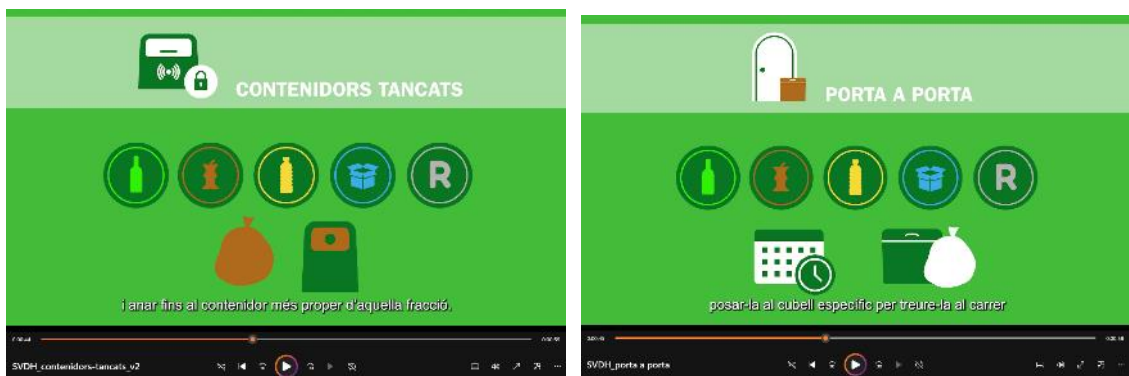 CONTENIDORS TANCATS
R
i anar fins al contenidor més proper d'aquella fracció.
SVDH_contenidors-tancats_v2
PORTA A PORTA
R
posar-la al cubell específic per treure-la al carrer
SVDH_porta a porta